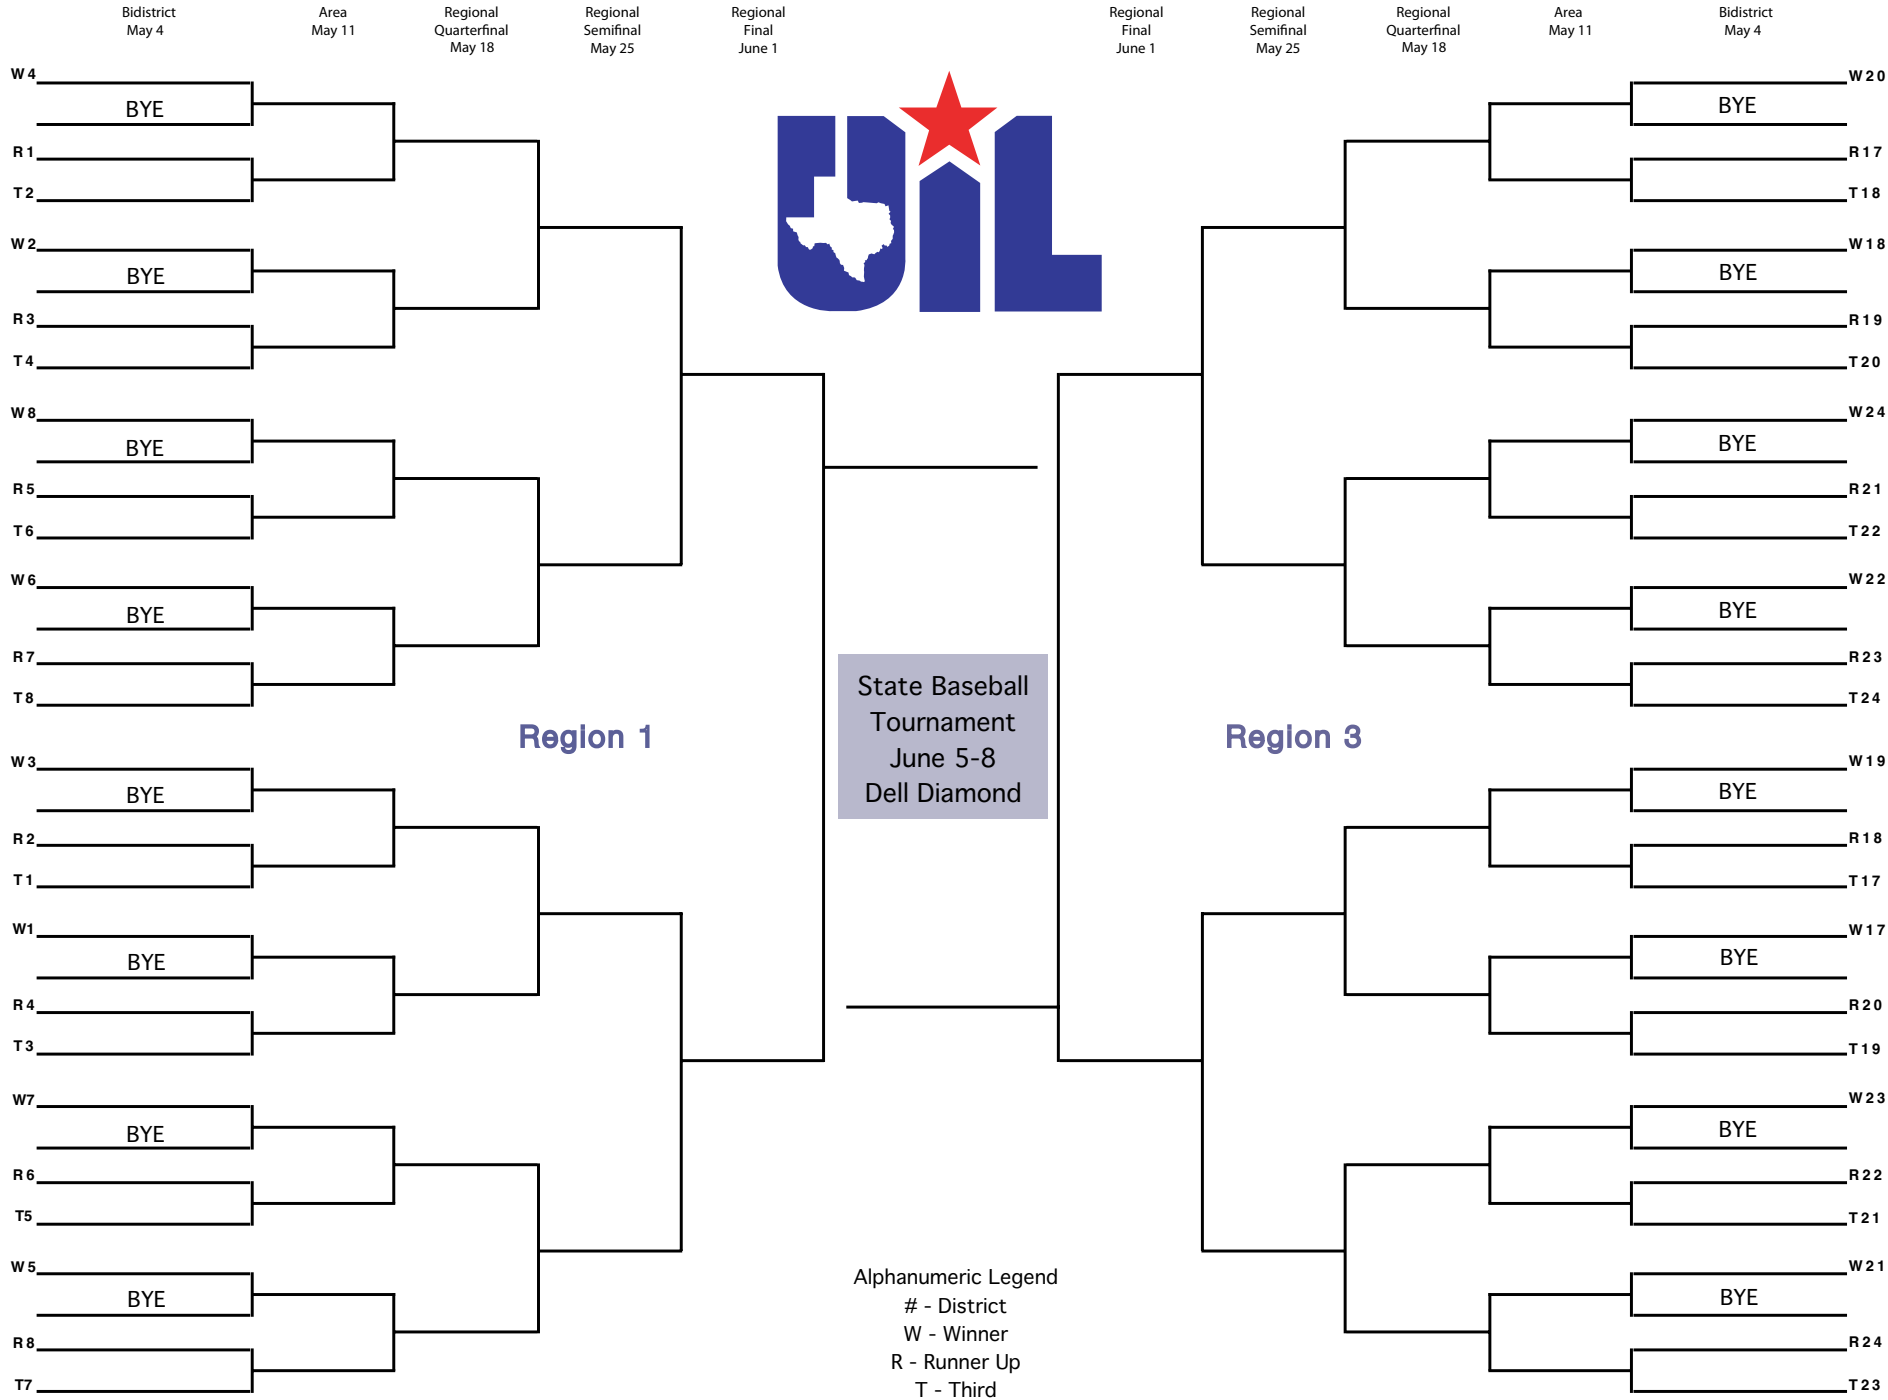 Bidistrict
May 4
Area
May 11
Regional
Quarterfinal
May 18
Regional
Semifinal
May 25
Regional
Final
June 1
Regional
Final
June 1
Regional
Semifinal
May 25
Regional
Quarterfinal
May 18
Area
May 11
Bidistrict
May 4
UIL
W 4
BYE
R 1
T 2
W 2
BYE
R 3
T 4
W 8
BYE
R 5
T 6
W 6
BYE
R 7
T 8
Region 1
W 3
BYE
R 2
T 1
W1
BYE
R 4
T 3
W7
BYE
R 6
T5
W 5
BYE
R 8
T7
State Baseball
Tournament
June 5-8
Dell Diamond
Alphanumeric Legend
# - District
W - Winner
R - Runner Up
T - Third
W 20
BYE
R 17
T 18
W 18
BYE
R 19
T 20
W 24
BYE
R 21
T 22
W 22
BYE
R 23
T 24
Region 3
W 19
BYE
R 18
T 17
W 17
BYE
R 20
T 19
W 23
BYE
R 22
T 21
W 21
BYE
R 24
T 23